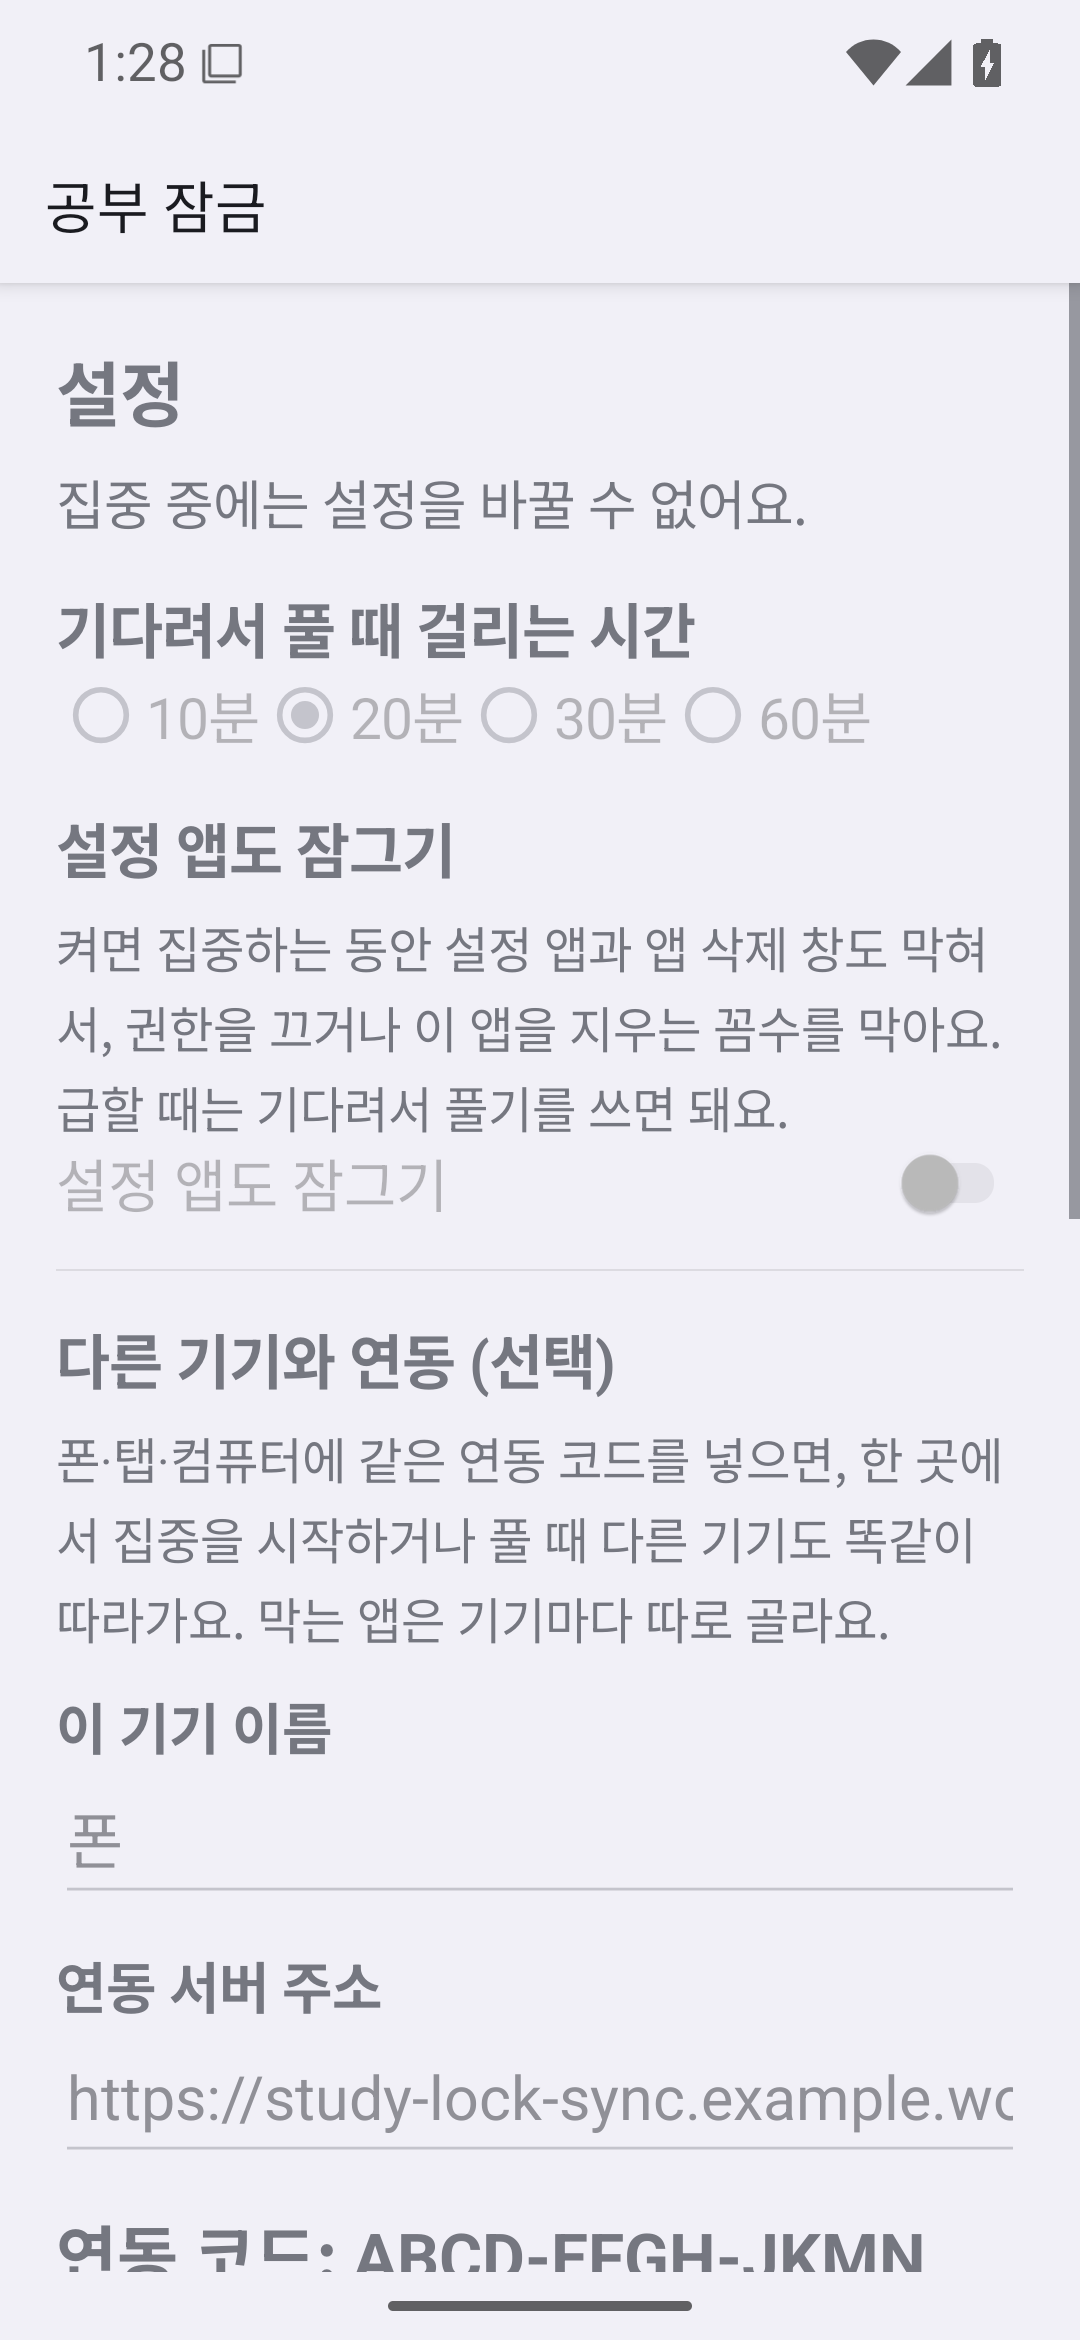 1:28
공부 잠금
설정
집중 중에는 설정을 바꿀 수 없어요.
기다려서 풀 때 걸리는 시간
10분 20분 30분 60분
설정 앱도 잠그기
켜면 집중하는 동안 설정 앱과 앱 삭제 창도 막혀
서, 권한을 끄거나 이 앱을 지우는 꼼수를 막아요.
급할 때는 기다려서 풀기를 쓰면 돼요.
설정 앱도 잠그기
다른 기기와 연동 (선택)
폰·탭·컴퓨터에 같은 연동 코드를 넣으면, 한 곳에
서 집중을 시작하거나 풀 때 다른 기기도 똑같이
따라가요. 막는 앱은 기기마다 따로 골라요.
이 기기 이름
폰
연동 서버 주소
https://study-lock-sync.example.wo
연동 코드: ABCD-EFGH-JKMN